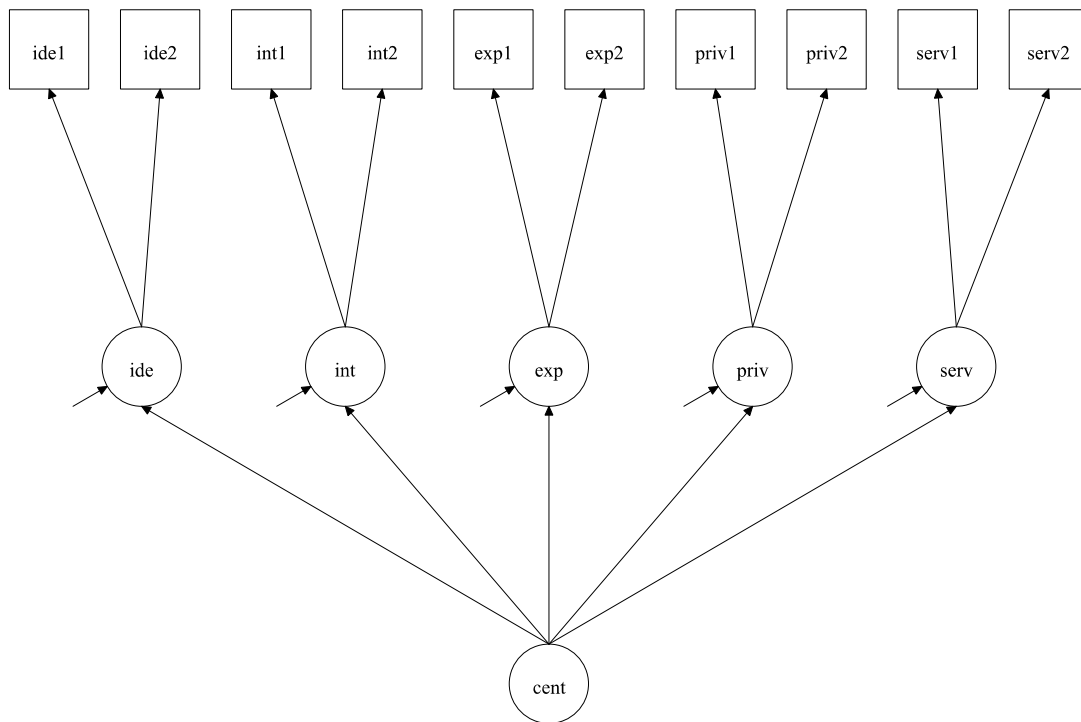 ide1 ide2 int1 int2 exp1 exp2 priv1 priv2 serv1 serv2
ide int exp priv serv
cent